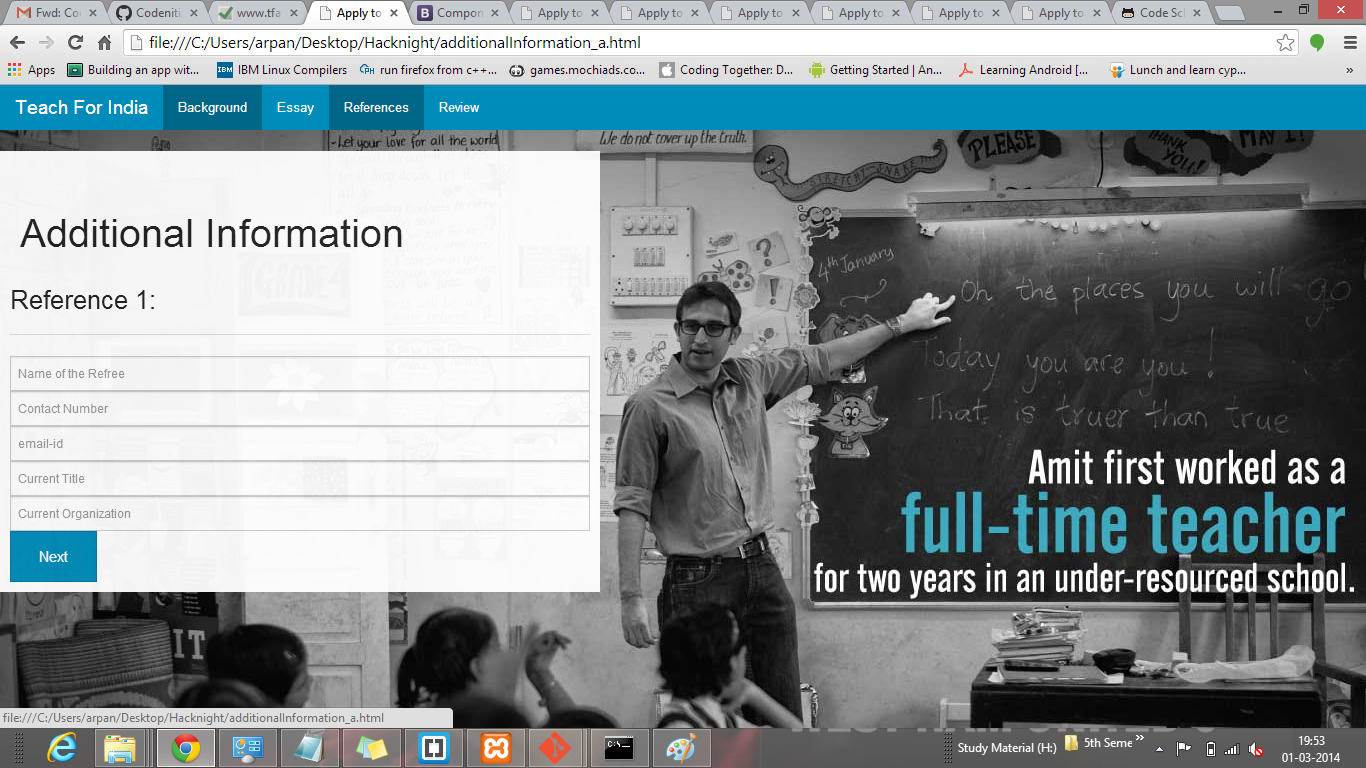 Fwd: Co
Codeniti
www.tfa
Apply to
Compon
Apply to
Apply to
Apply to
Apply to
Apply to
Apply to
Code Scl
file:///C:/Users/arpan/Desktop/Hacknight/additionalInformation_a.html
Apps
Building an app wit...
IBM Linux Compilers
run firefox from c++...
games.mochiads.co...
Coding Together: D...
Getting Started | An...
Learning Android [...
Lunch and learn cyp...
»
Teach For India
Background
Essay
References
Review
-Let your love for all the world
We do not cover up the truth.
PLEASE
THANK YOU!
MAY I?
STRETCHY SNAKE
Additional Information
4th January
Oh the places you will go
Reference 1:
Today you are you!
That is truer than true
Name of the Refree
Contact Number
email-id
Current Title
Current Organization
Next
Amit first worked as a
full-time teacher
for two years in an under-resourced school.
file:///C:/Users/arpan/Desktop/Hacknight/additionalInformation_a.html
Study Material (H:)
5th Seme
»
19:53
01-03-2014